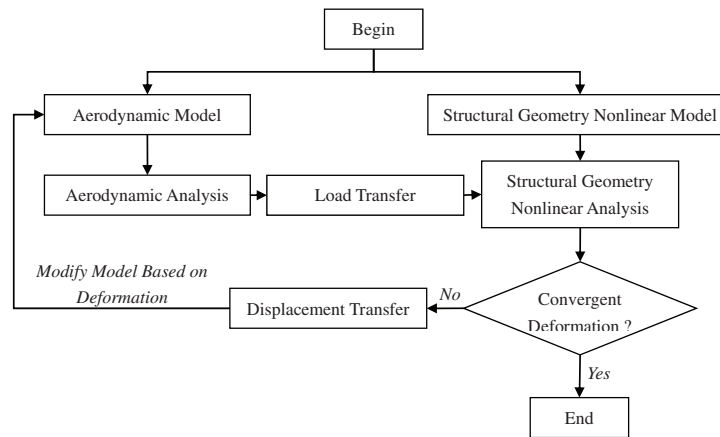 Begin
Aerodynamic Model
Structural Geometry Nonlinear Model
Aerodynamic Analysis
Load Transfer
Structural Geometry
Nonlinear Analysis
Modify Model Based on
Deformation
Displacement Transfer
No
Convergent
Deformation ?
Yes
End